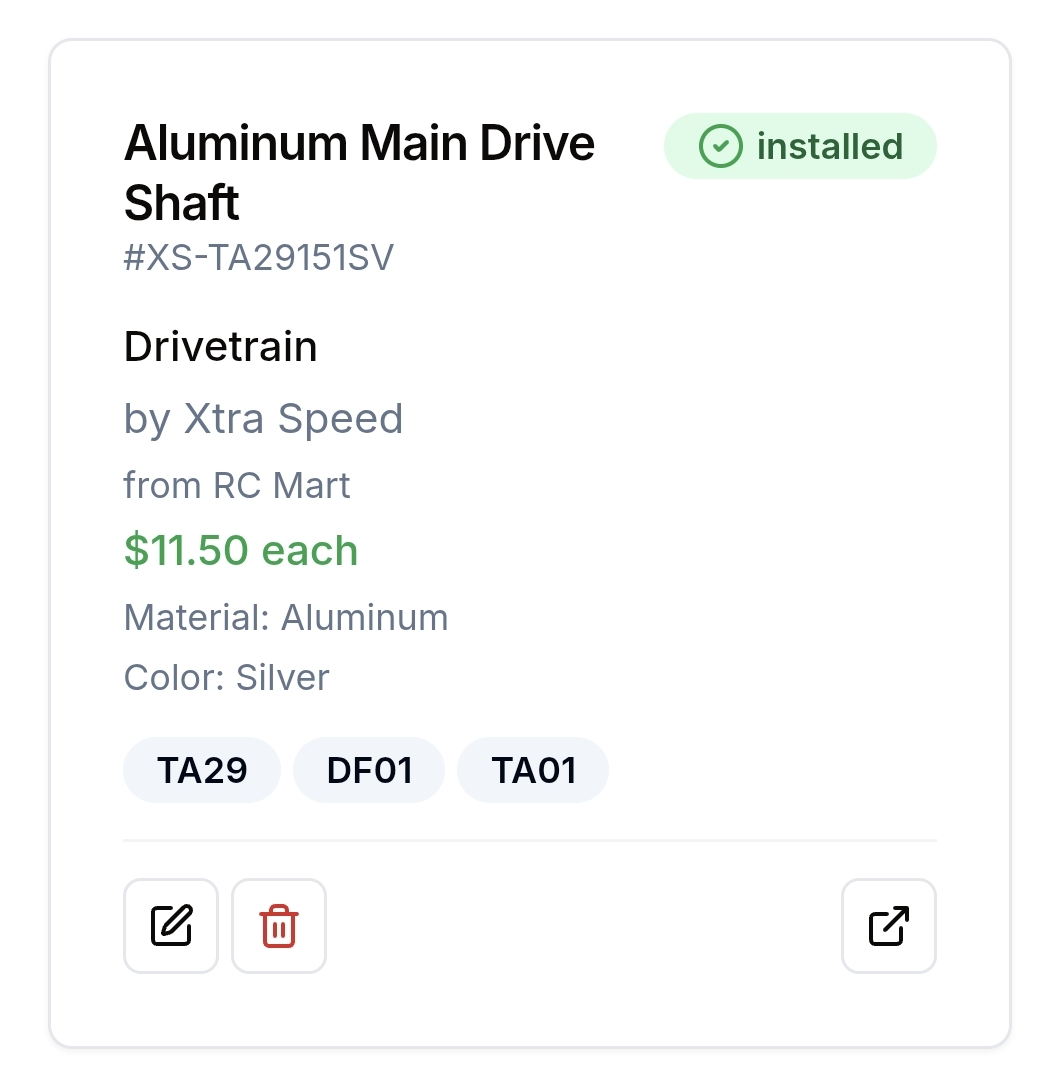 Aluminum Main Drive
Shaft
installed
#XS-TA29151SV
Drivetrain
by Xtra Speed
from RC Mart
$11.50 each
Material: Aluminum
Color: Silver
TA29 DF01 TA01